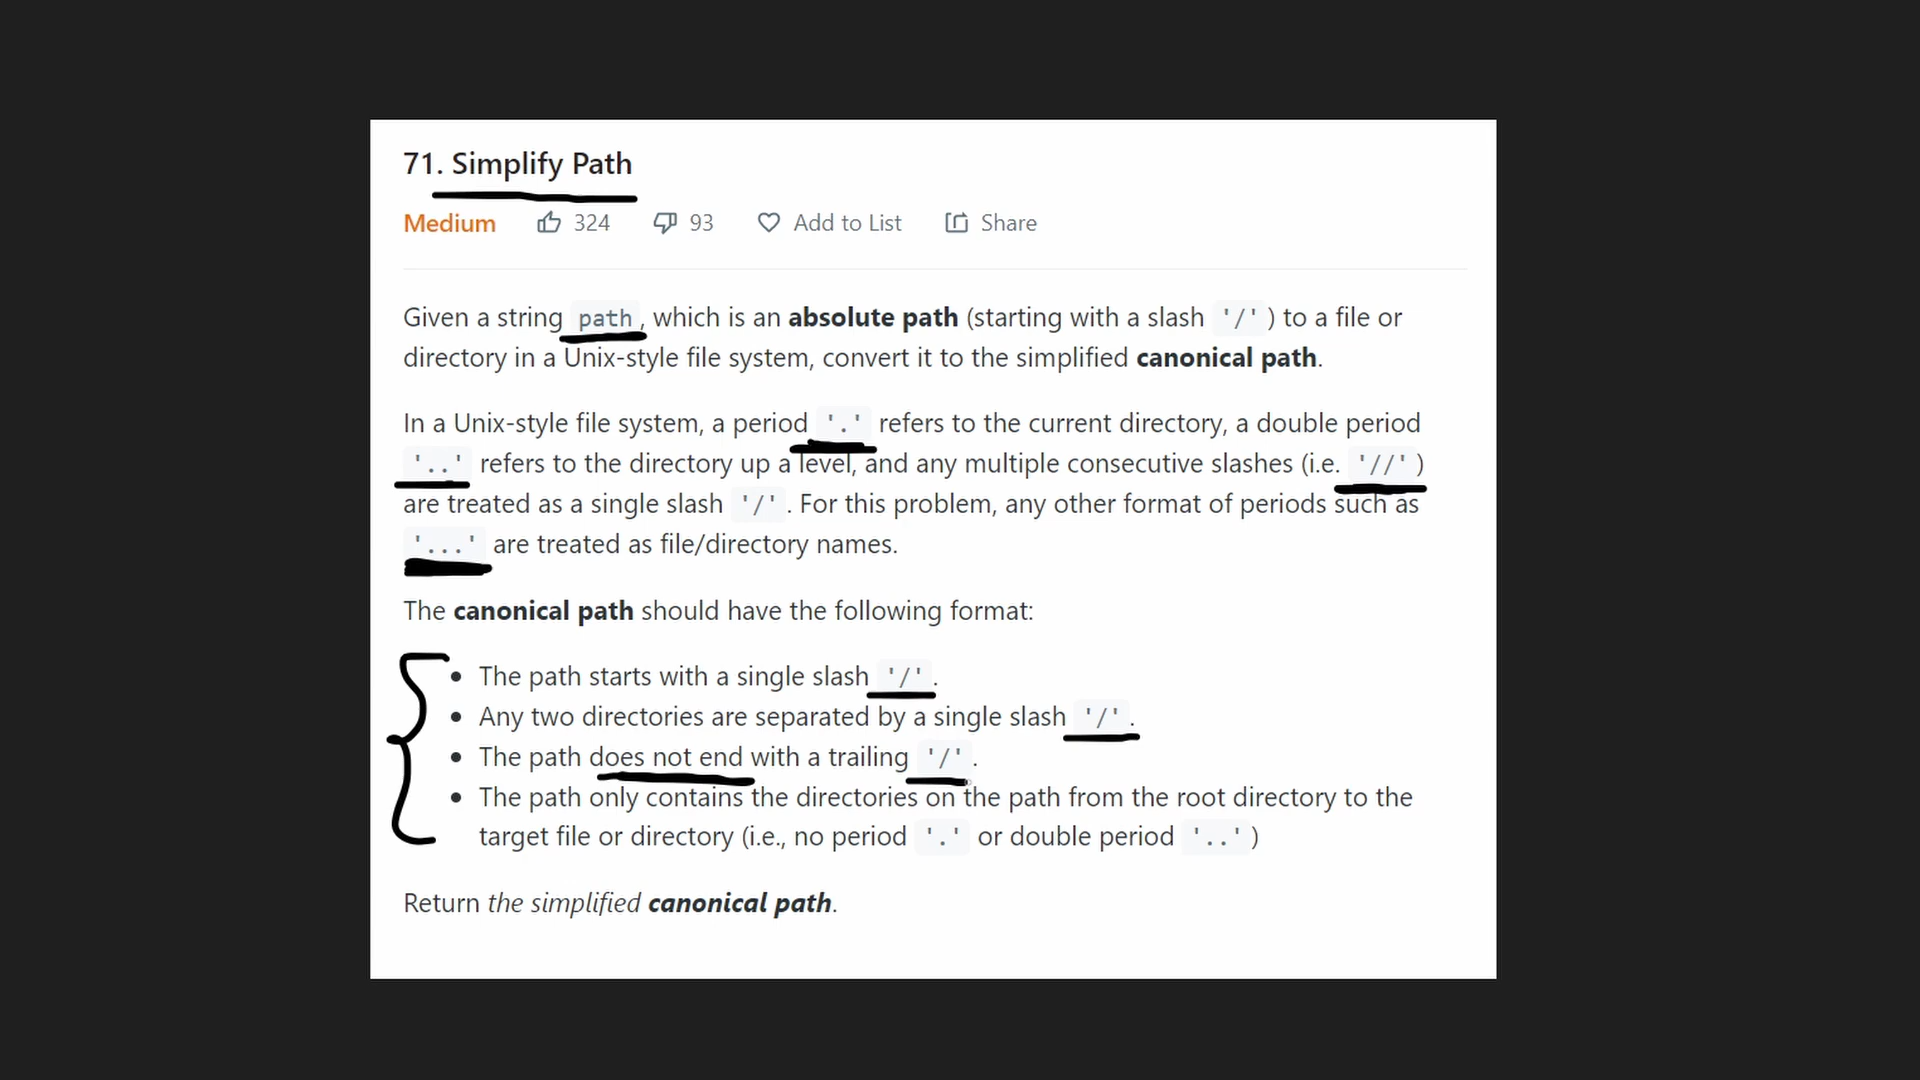 71. Simplify Path
Medium 324 93 Add to List Share
Given a string path, which is an absolute path (starting with a slash '/') to a file or
directory in a Unix-style file system, convert it to the simplified canonical path.
In a Unix-style file system, a period '.' refers to the current directory, a double period
'..' refers to the directory up a level, and any multiple consecutive slashes (i.e. '//')
are treated as a single slash '/'. For this problem, any other format of periods such as
'...' are treated as file/directory names.
The canonical path should have the following format:
• The path starts with a single slash '/'.
• Any two directories are separated by a single slash '/'.
• The path does not end with a trailing '/'.
• The path only contains the directories on the path from the root directory to the
target file or directory (i.e., no period '.' or double period '..')
Return the simplified canonical path.